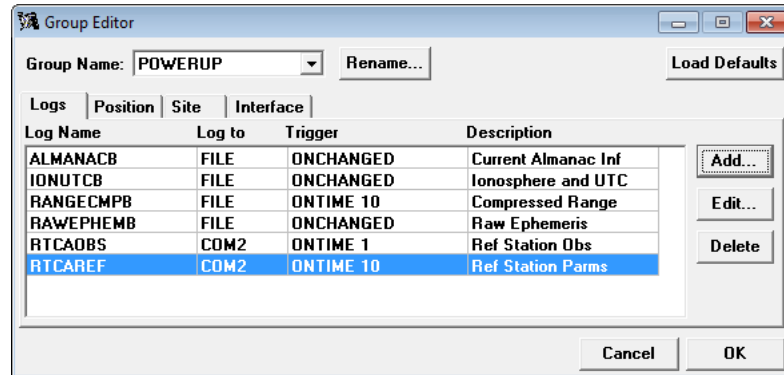 Group Editor
Group Name: POWERUP Rename... Load Defaults
Logs Position Site Interface
Log Name Log to Trigger Description
ALMANACB FILE ONCHANGED Current Almanac Inf
IONUTCB FILE ONCHANGED Ionosphere and UTC
RANGECMPB FILE ONTIME 10 Compressed Range
RAWEPHEMB FILE ONCHANGED Raw Ephemeris
RTCAOBS COM2 ONTIME 1 Ref Station Obs
RTCAREF COM2 ONTIME 10 Ref Station Parms
Add...
Edit...
Delete
Cancel OK